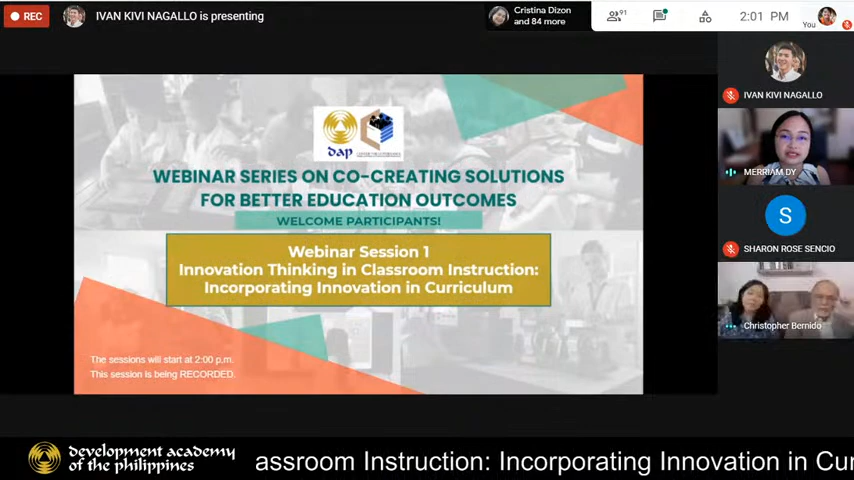 REC
IVAN KIVI NAGALLO is presenting
Cristina Dizon
and 84 more
91
2:01 PM
You
dap
WEBINAR SERIES ON CO-CREATING SOLUTIONS
FOR BETTER EDUCATION OUTCOMES
WELCOME PARTICIPANTS!
Webinar Session 1
Innovation Thinking in Classroom Instruction:
Incorporating Innovation in Curriculum
The sessions will start at 2:00 p.m.
This session is being RECORDED.
IVAN KIVI NAGALLO
MERRIAM DY
S
SHARON ROSE SENCIO
Christopher Bernido
development academy
of the philippines
assroom Instruction: Incorporating Innovation in Cur